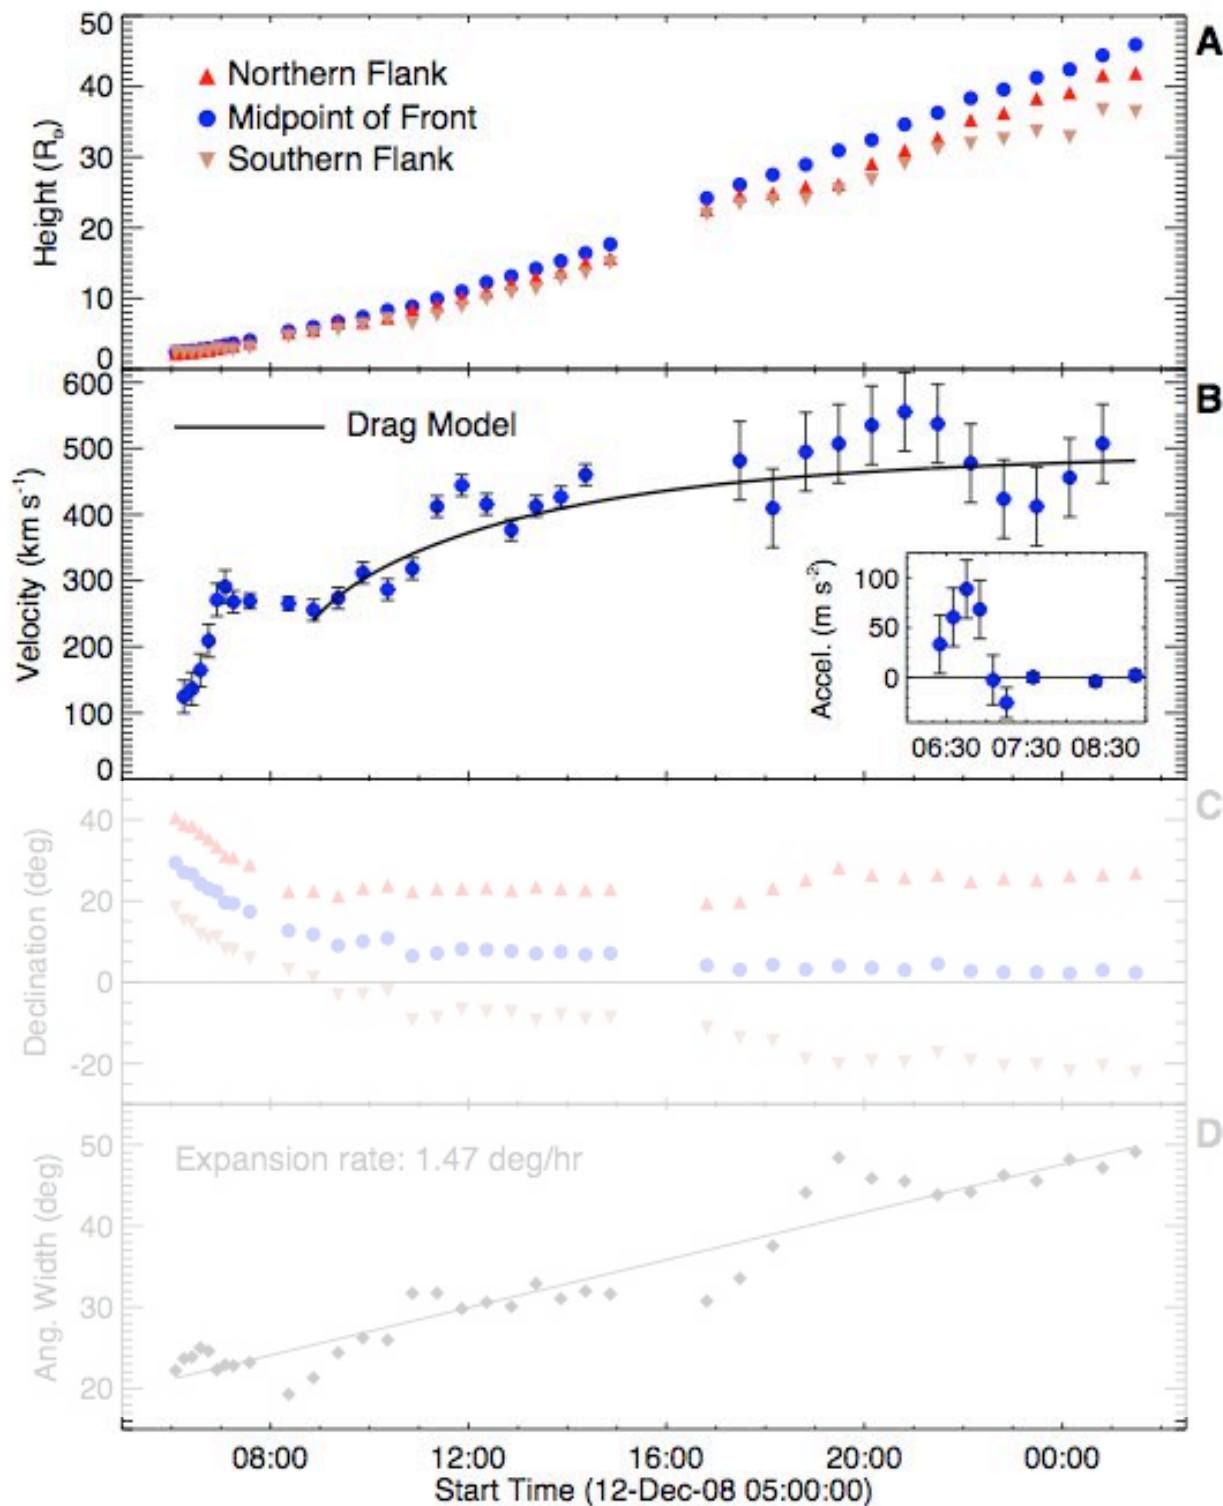 A
50
40
30
20
10
0
Height (R☉)
Northern Flank
Midpoint of Front
Southern Flank
B
600
500
400
300
200
100
0
Velocity (km s⁻¹)
Drag Model
Accel. (m s⁻²)
100
50
0
06:30 07:30 08:30
C
40
20
0
-20
Declination (deg)
D
50
40
30
20
Ang. Width (deg)
Expansion rate: 1.47 deg/hr
08:00 12:00 16:00 20:00 00:00
Start Time (12-Dec-08 05:00:00)